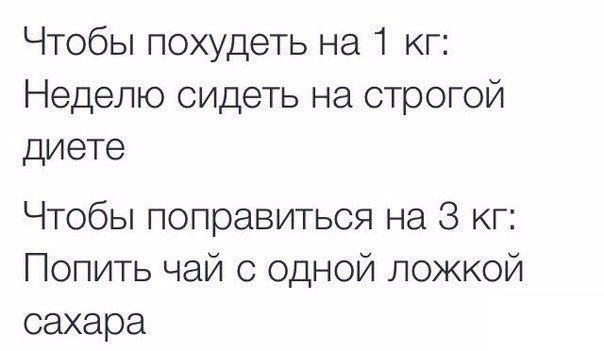 Чтобы похудеть на 1 кг:
Неделю сидеть на строгой
диете
Чтобы поправиться на 3 кг:
Попить чай с одной ложкой
сахара